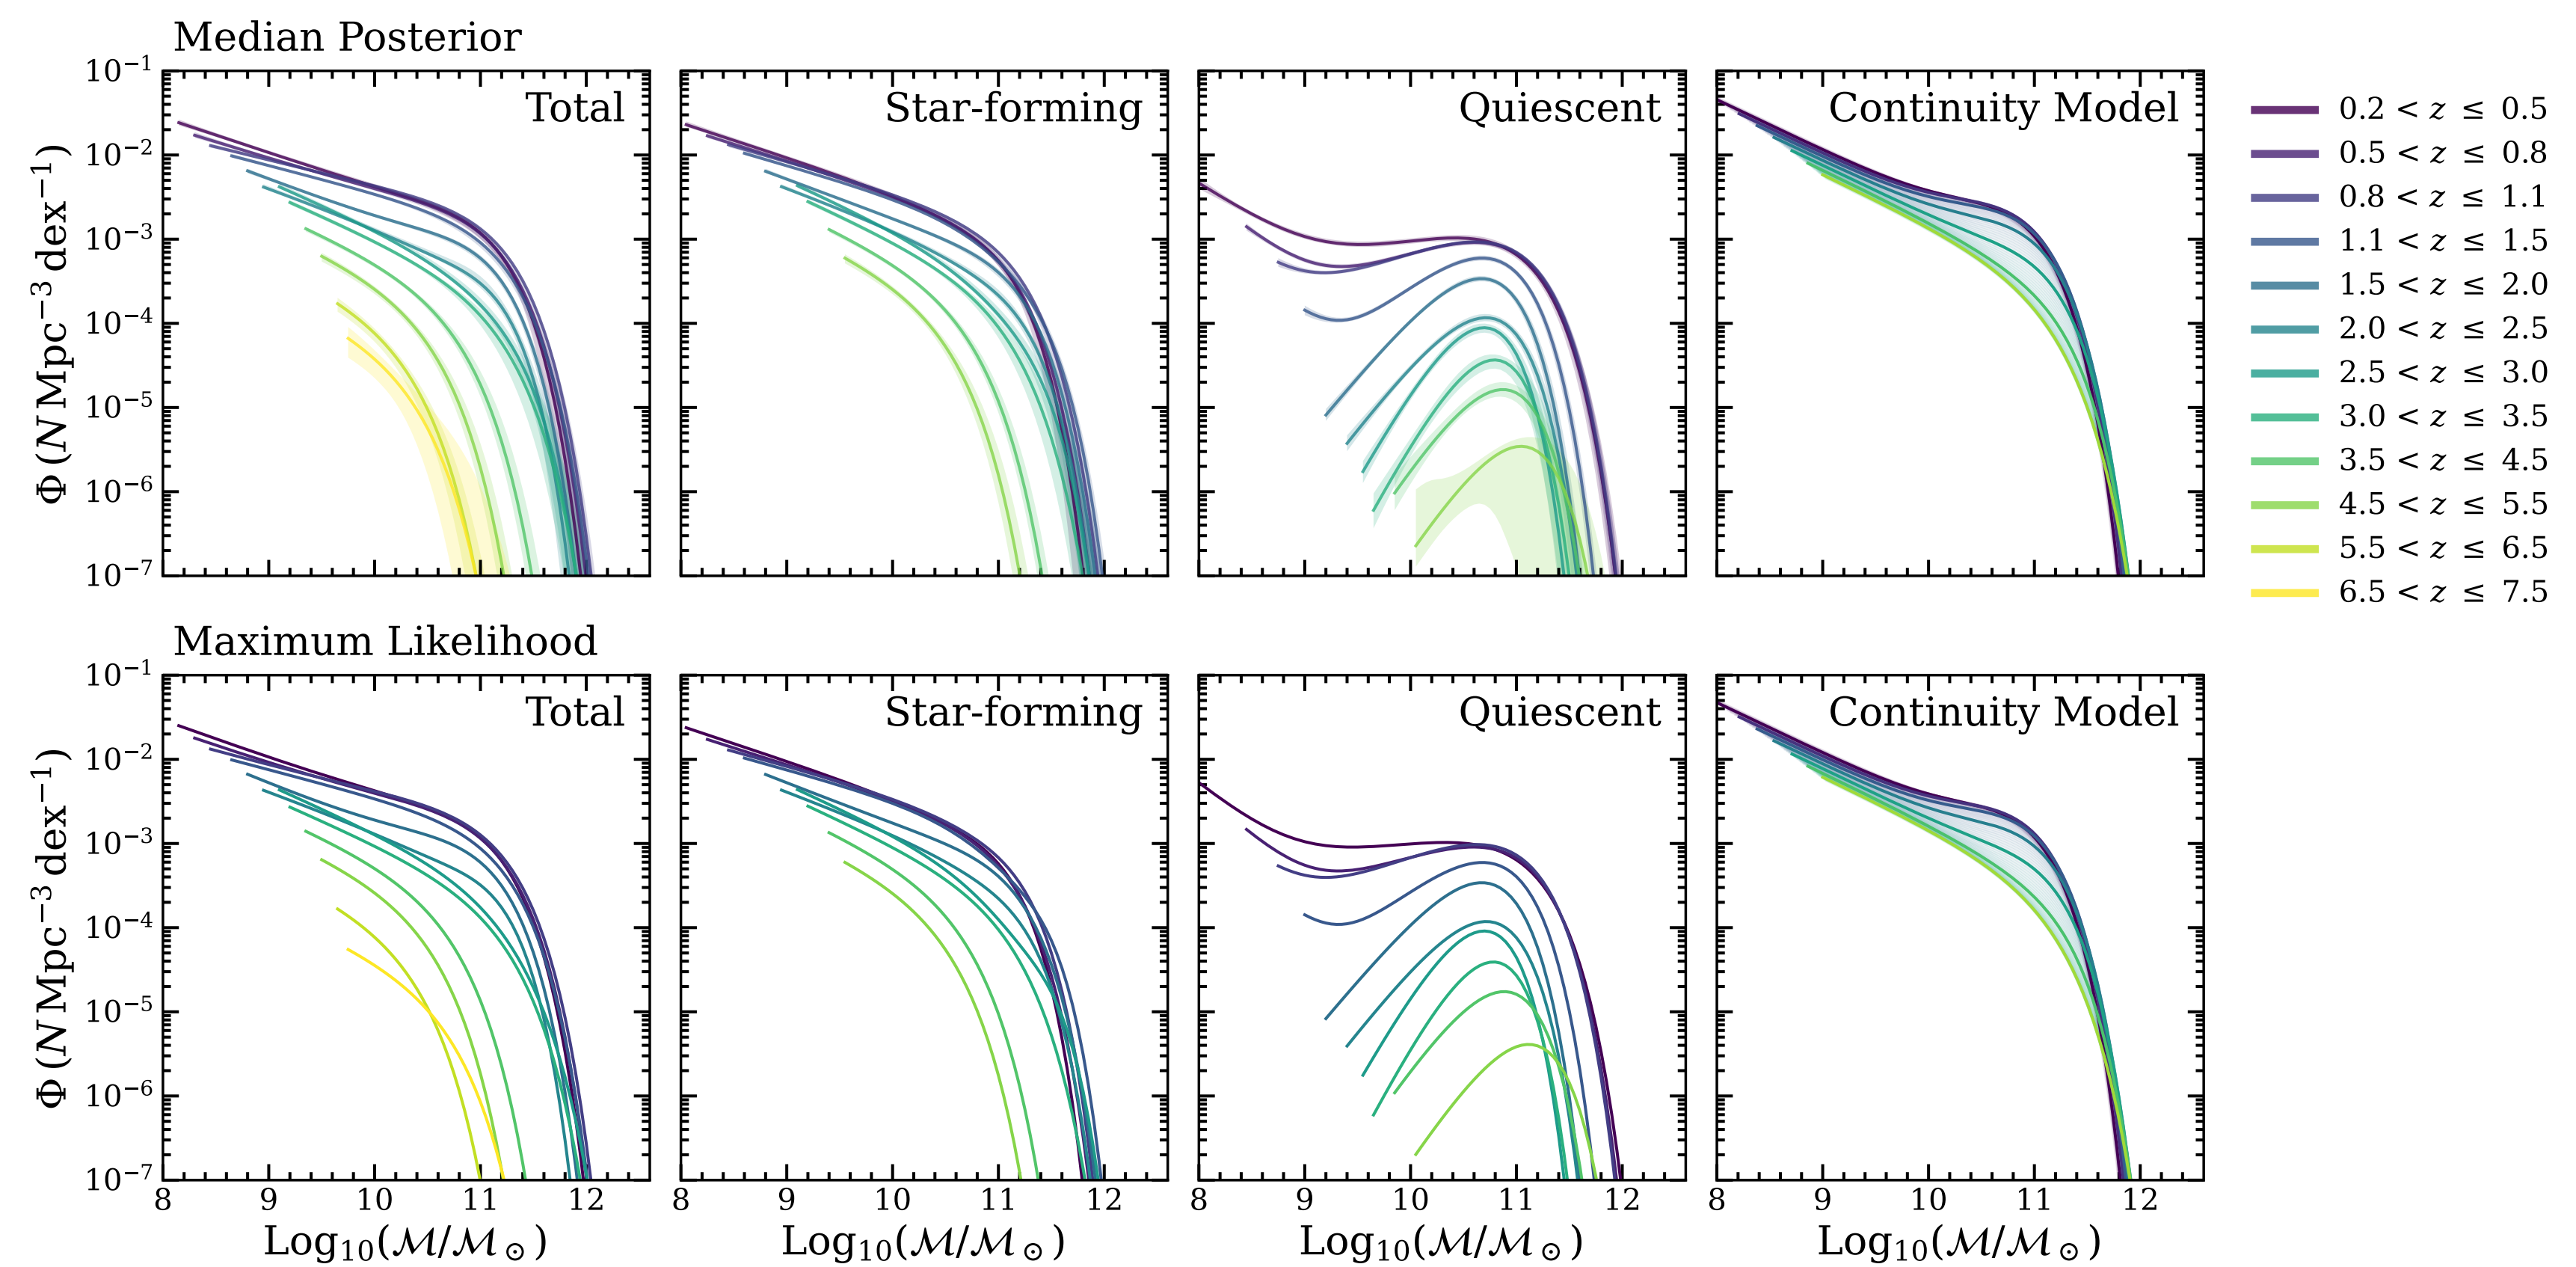 Median Posterior
Total
Star-forming
Quiescent
Continuity Model
10⁻¹
10⁻²
10⁻³
10⁻⁴
10⁻⁵
10⁻⁶
10⁻⁷
Φ (N Mpc⁻³ dex⁻¹)
0.2 < z ≤ 0.5
0.5 < z ≤ 0.8
0.8 < z ≤ 1.1
1.1 < z ≤ 1.5
1.5 < z ≤ 2.0
2.0 < z ≤ 2.5
2.5 < z ≤ 3.0
3.0 < z ≤ 3.5
3.5 < z ≤ 4.5
4.5 < z ≤ 5.5
5.5 < z ≤ 6.5
6.5 < z ≤ 7.5
Maximum Likelihood
Total
Star-forming
Quiescent
Continuity Model
10⁻¹
10⁻²
10⁻³
10⁻⁴
10⁻⁵
10⁻⁶
10⁻⁷
Φ (N Mpc⁻³ dex⁻¹)
8 9 10 11 12
8 9 10 11 12
8 9 10 11 12
8 9 10 11 12
Log₁₀(ℳ/ℳ⊙)
Log₁₀(ℳ/ℳ⊙)
Log₁₀(ℳ/ℳ⊙)
Log₁₀(ℳ/ℳ⊙)